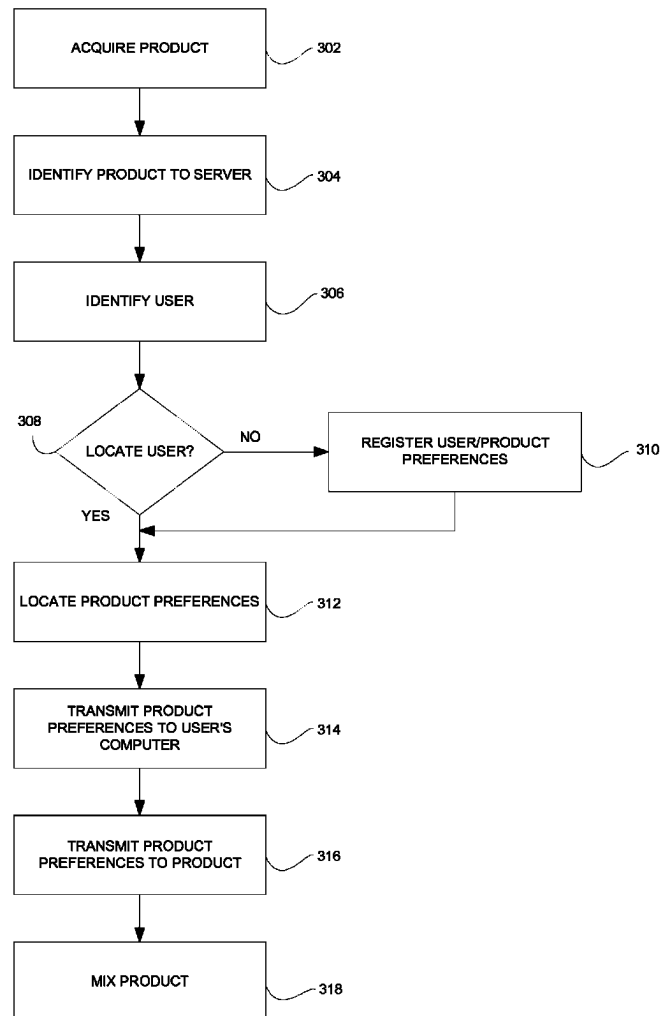 ACQUIRE PRODUCT
302
IDENTIFY PRODUCT TO SERVER
304
IDENTIFY USER
306
308
LOCATE USER?
NO
REGISTER USER/PRODUCT
PREFERENCES
310
YES
LOCATE PRODUCT PREFERENCES
312
TRANSMIT PRODUCT
PREFERENCES TO USER'S
COMPUTER
314
TRANSMIT PRODUCT
PREFERENCES TO PRODUCT
316
MIX PRODUCT
318